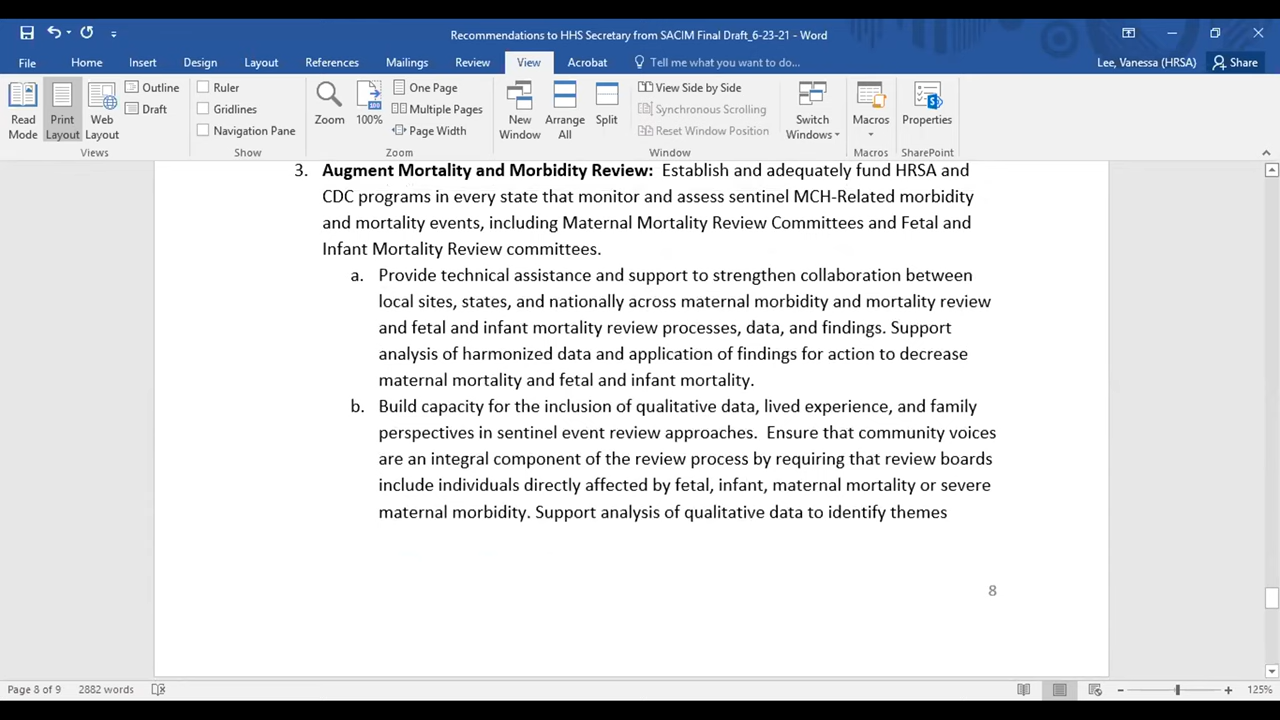 Recommendations to HHS Secretary from SACIM Final Draft_6-23-21 - Word
File Home Insert Design Layout References Mailings Review View Acrobat Tell me what you want to do... Lee, Vanessa (HRSA) Share
Read Mode
Print Layout
Web Layout
Outline
Draft
Views
Ruler
Gridlines
Navigation Pane
Show
Zoom
100%
One Page
Multiple Pages
Page Width
Zoom
New Window
Arrange All
Split
View Side by Side
Synchronous Scrolling
Reset Window Position
Window
Switch Windows
Macros
Macros
Properties
SharePoint
3. Augment Mortality and Morbidity Review: Establish and adequately fund HRSA and
CDC programs in every state that monitor and assess sentinel MCH-Related morbidity
and mortality events, including Maternal Mortality Review Committees and Fetal and
Infant Mortality Review committees.
a. Provide technical assistance and support to strengthen collaboration between
local sites, states, and nationally across maternal morbidity and mortality review
and fetal and infant mortality review processes, data, and findings. Support
analysis of harmonized data and application of findings for action to decrease
maternal mortality and fetal and infant mortality.
b. Build capacity for the inclusion of qualitative data, lived experience, and family
perspectives in sentinel event review approaches. Ensure that community voices
are an integral component of the review process by requiring that review boards
include individuals directly affected by fetal, infant, maternal mortality or severe
maternal morbidity. Support analysis of qualitative data to identify themes
8
Page 8 of 9 2882 words 125%